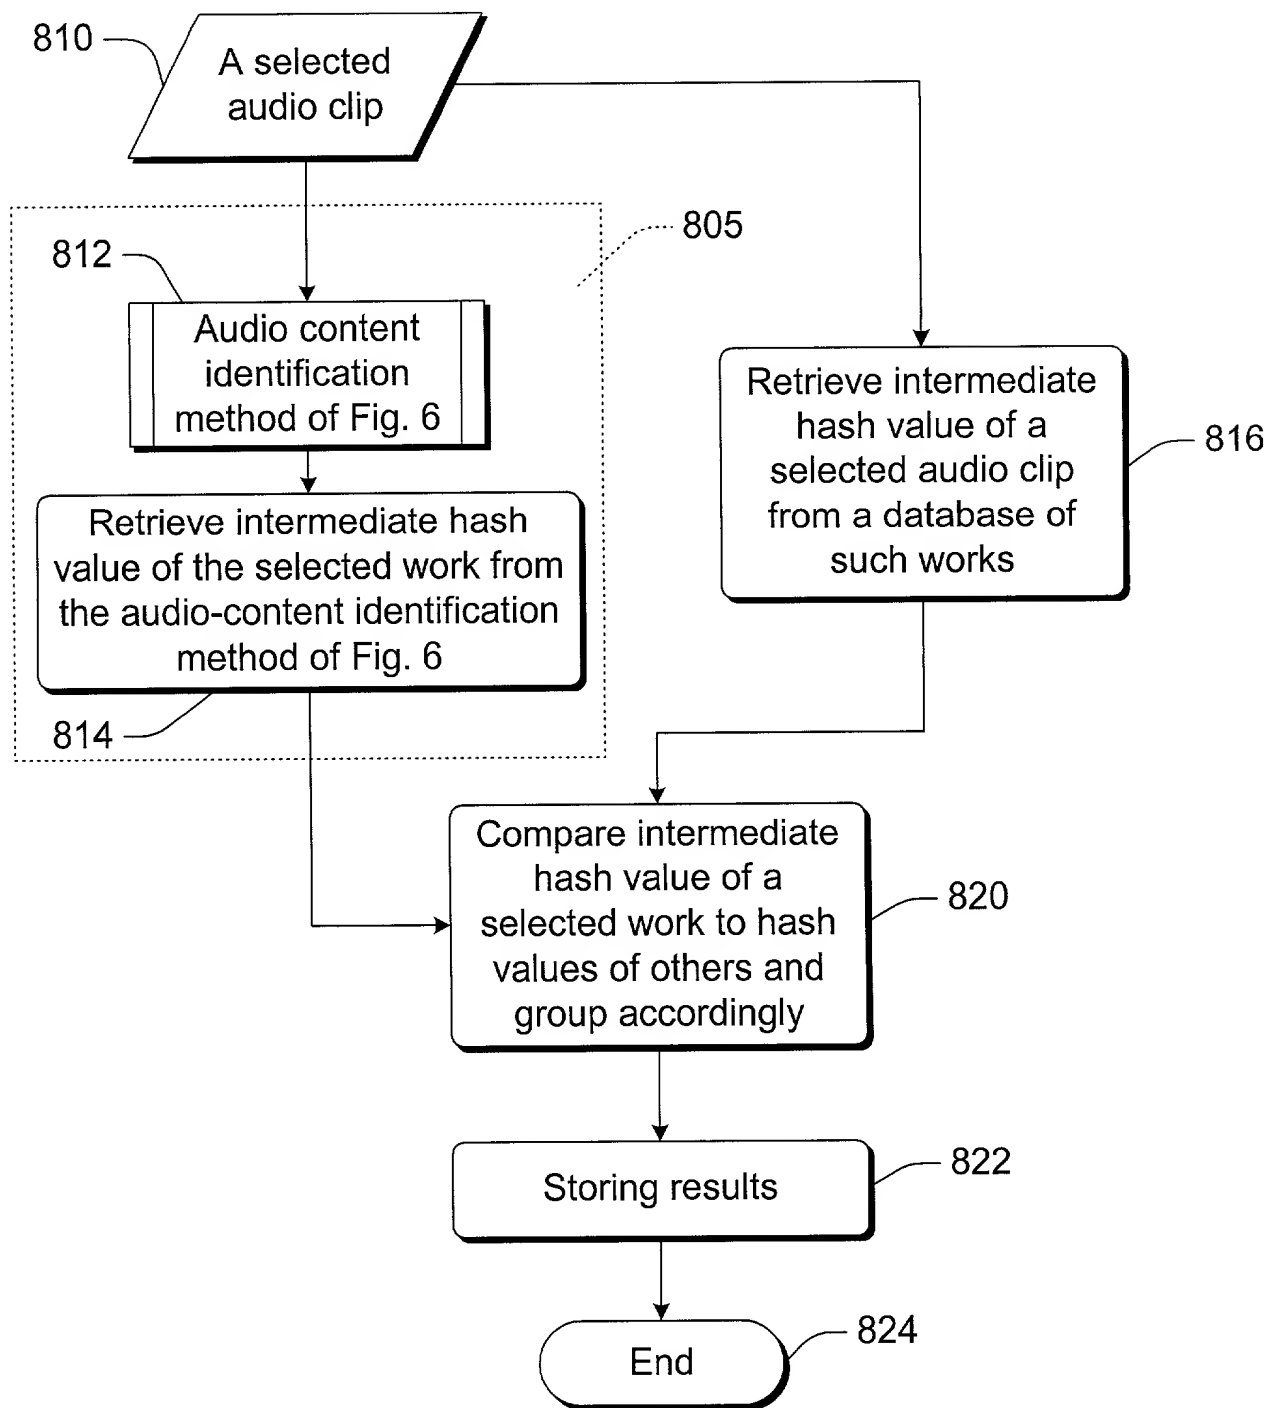 810
A selected
audio clip
805
812
Audio content
identification
method of Fig. 6
Retrieve intermediate hash
value of the selected work from
the audio-content identification
method of Fig. 6
814
Retrieve intermediate
hash value of a
selected audio clip
from a database of
such works
816
Compare intermediate
hash value of a
selected work to hash
values of others and
group accordingly
820
Storing results
822
End
824